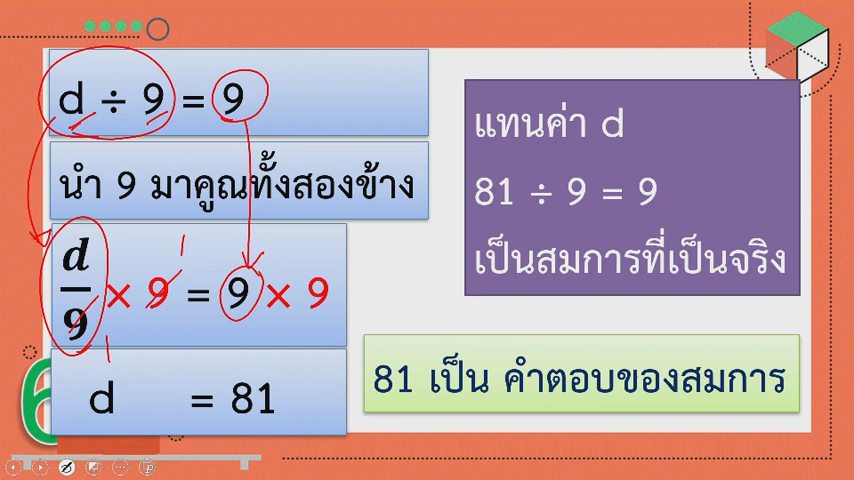 d ÷ 9 = 9
นำ 9 มาคูณทั้งสองข้าง
d/9 × 9 = 9 × 9
1
1
d = 81
แทนค่า d
81 ÷ 9 = 9
เป็นสมการที่เป็นจริง
81 เป็น คำตอบของสมการ
6